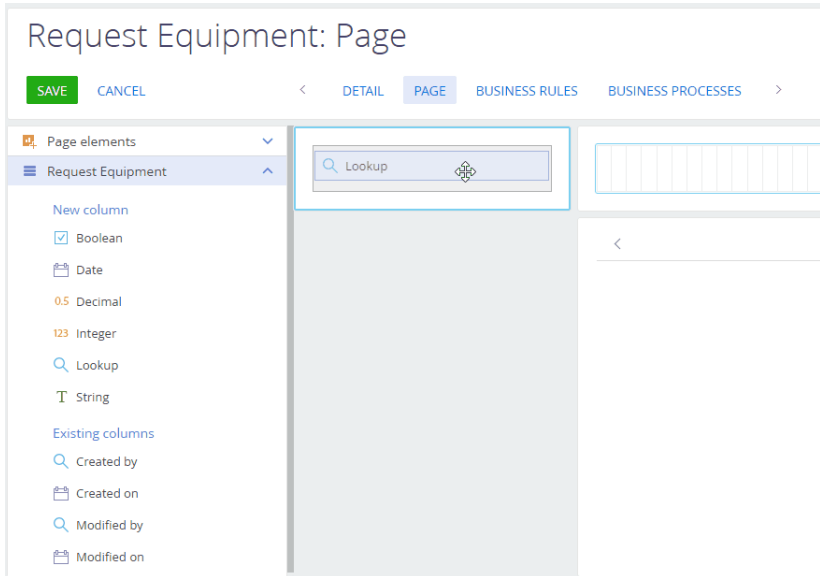 Request Equipment: Page
SAVE CANCEL DETAIL PAGE BUSINESS RULES BUSINESS PROCESSES
Page elements
Request Equipment
New column
Boolean
Date
0.5 Decimal
123 Integer
Lookup
T String
Existing columns
Created by
Created on
Modified by
Modified on
Lookup